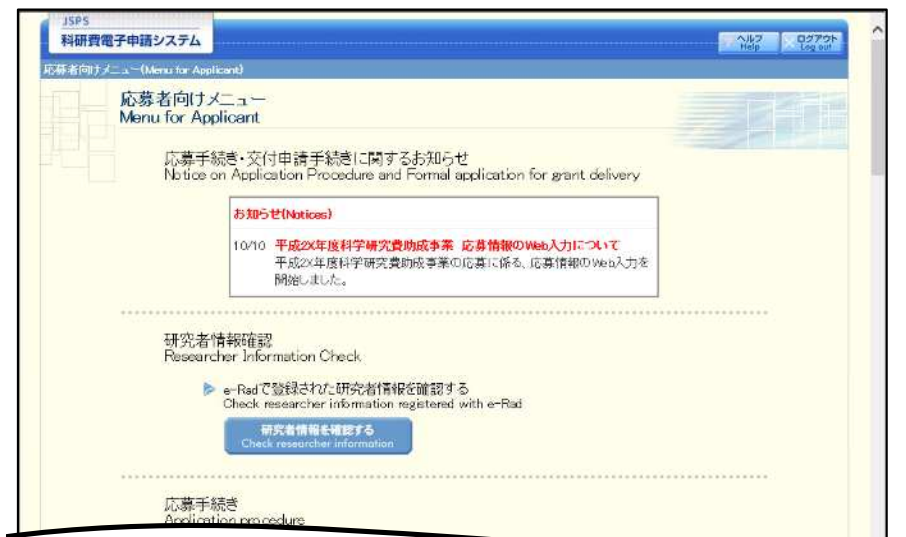 JSPS
科研費電子申請システム
ヘルプ
Help
ログアウト
Log out
応募者向けメニュー(Menu for Applicant)
応募者向けメニュー
Menu for Applicant
応募手続き・交付申請手続きに関するお知らせ
Notice on Application Procedure and Formal application for grant delivery
お知らせ(Notices)
10/10 平成2X年度科学研究費助成事業 応募情報のWeb入力について
平成2X年度科学研究費助成事業の応募に係る、応募情報のWeb入力を
開始しました。
研究者情報確認
Researcher Information Check
e-Radで登録された研究者情報を確認する
Check researcher information registered with e-Rad
研究者情報を確認する
Check researcher information
応募手続き
Application procedure